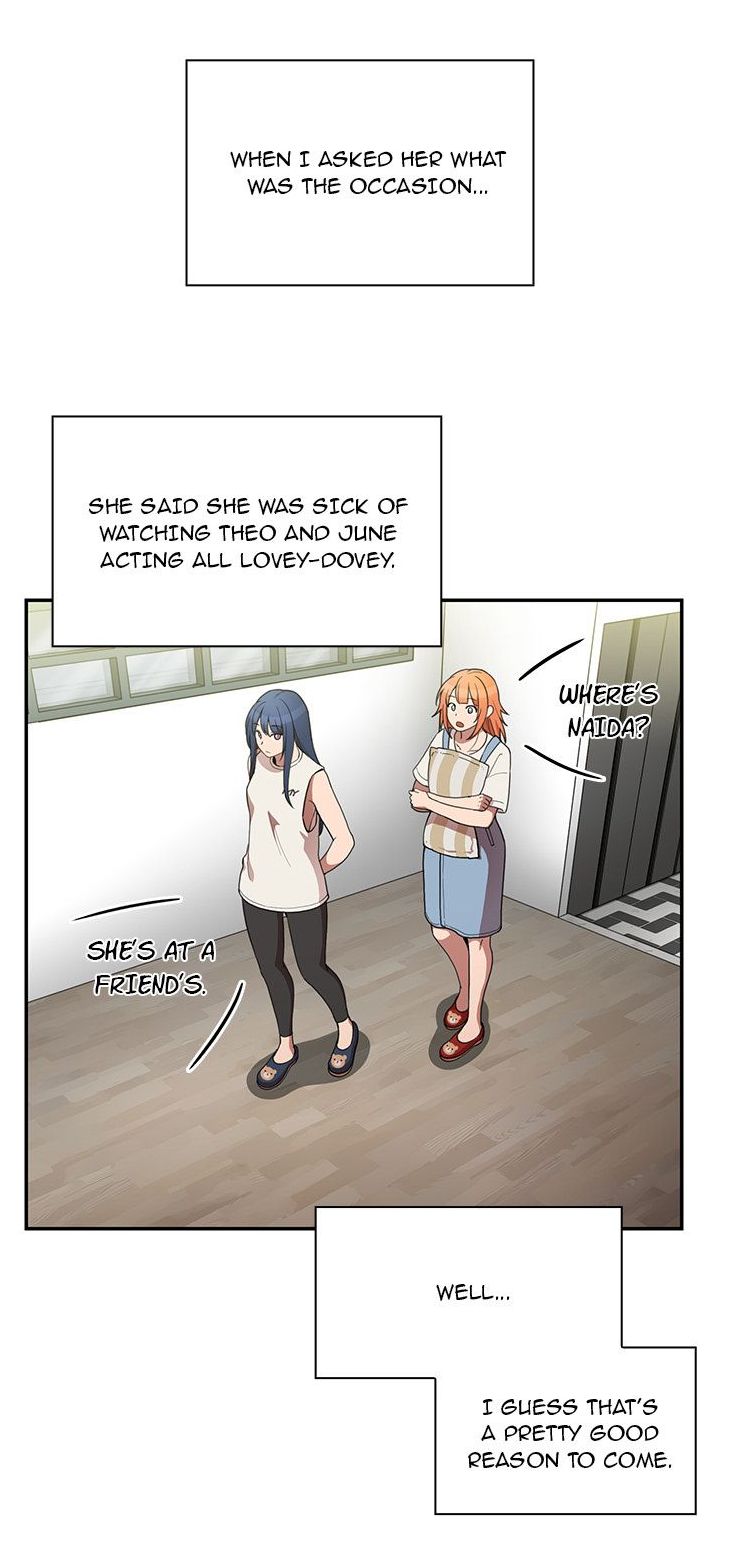 WHEN I ASKED HER WHAT
WAS THE OCCASION...
SHE SAID SHE WAS SICK OF
WATCHING THEO AND JUNE
ACTING ALL LOVEY-DOVEY.
WHERE'S
NAIDA?
SHE'S AT A
FRIEND'S.
WELL...
I GUESS THAT'S
A PRETTY GOOD
REASON TO COME.